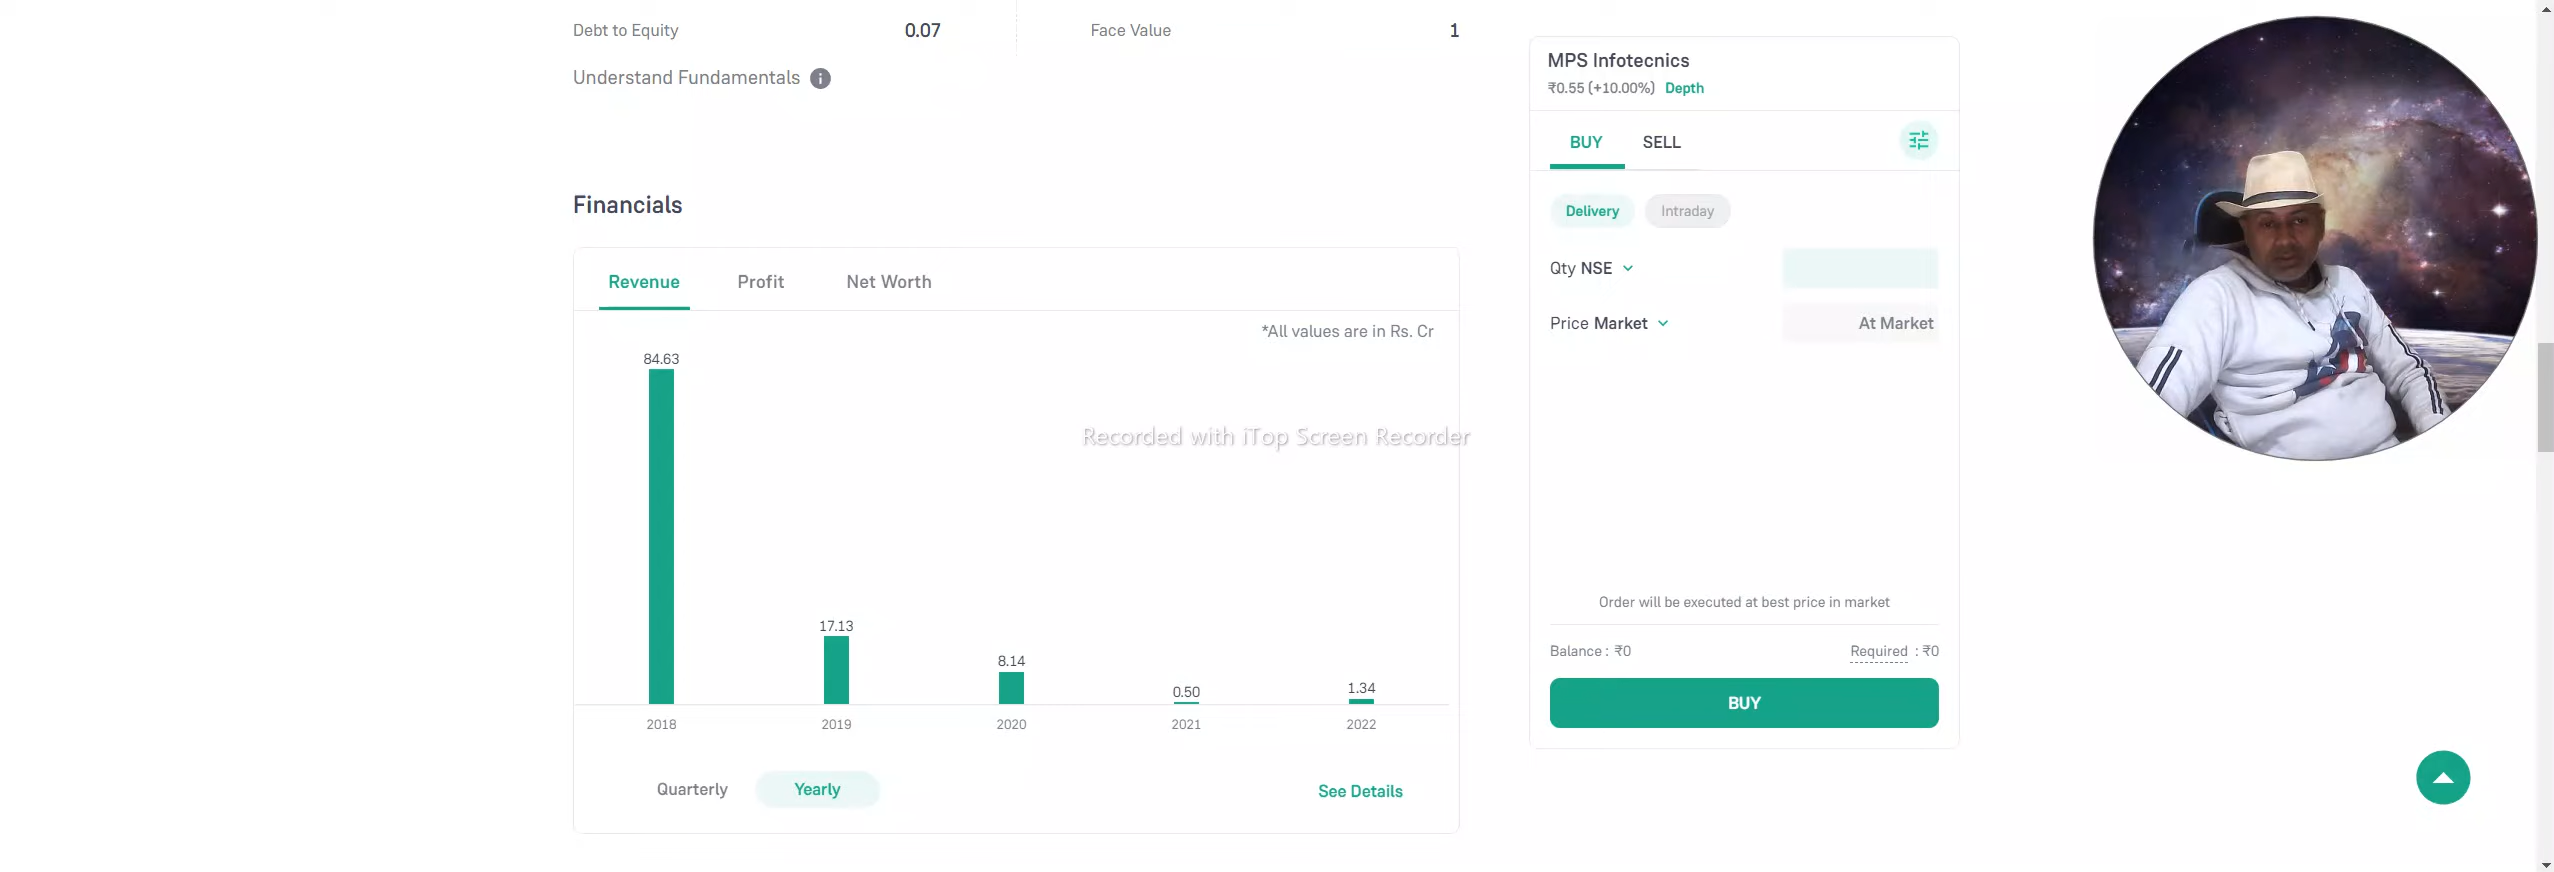 Debt to Equity 0.07 Face Value 1
Understand Fundamentals i
Financials
Revenue Profit Net Worth
*All values are in Rs. Cr
84.63
17.13
8.14
0.50
1.34
2018 2019 2020 2021 2022
Quarterly Yearly See Details
Recorded with iTop Screen Recorder
MPS Infotecnics
₹0.55 (+10.00%) Depth
BUY SELL
Delivery Intraday
Qty NSE
Price Market At Market
Order will be executed at best price in market
Balance : ₹0 Required : ₹0
BUY